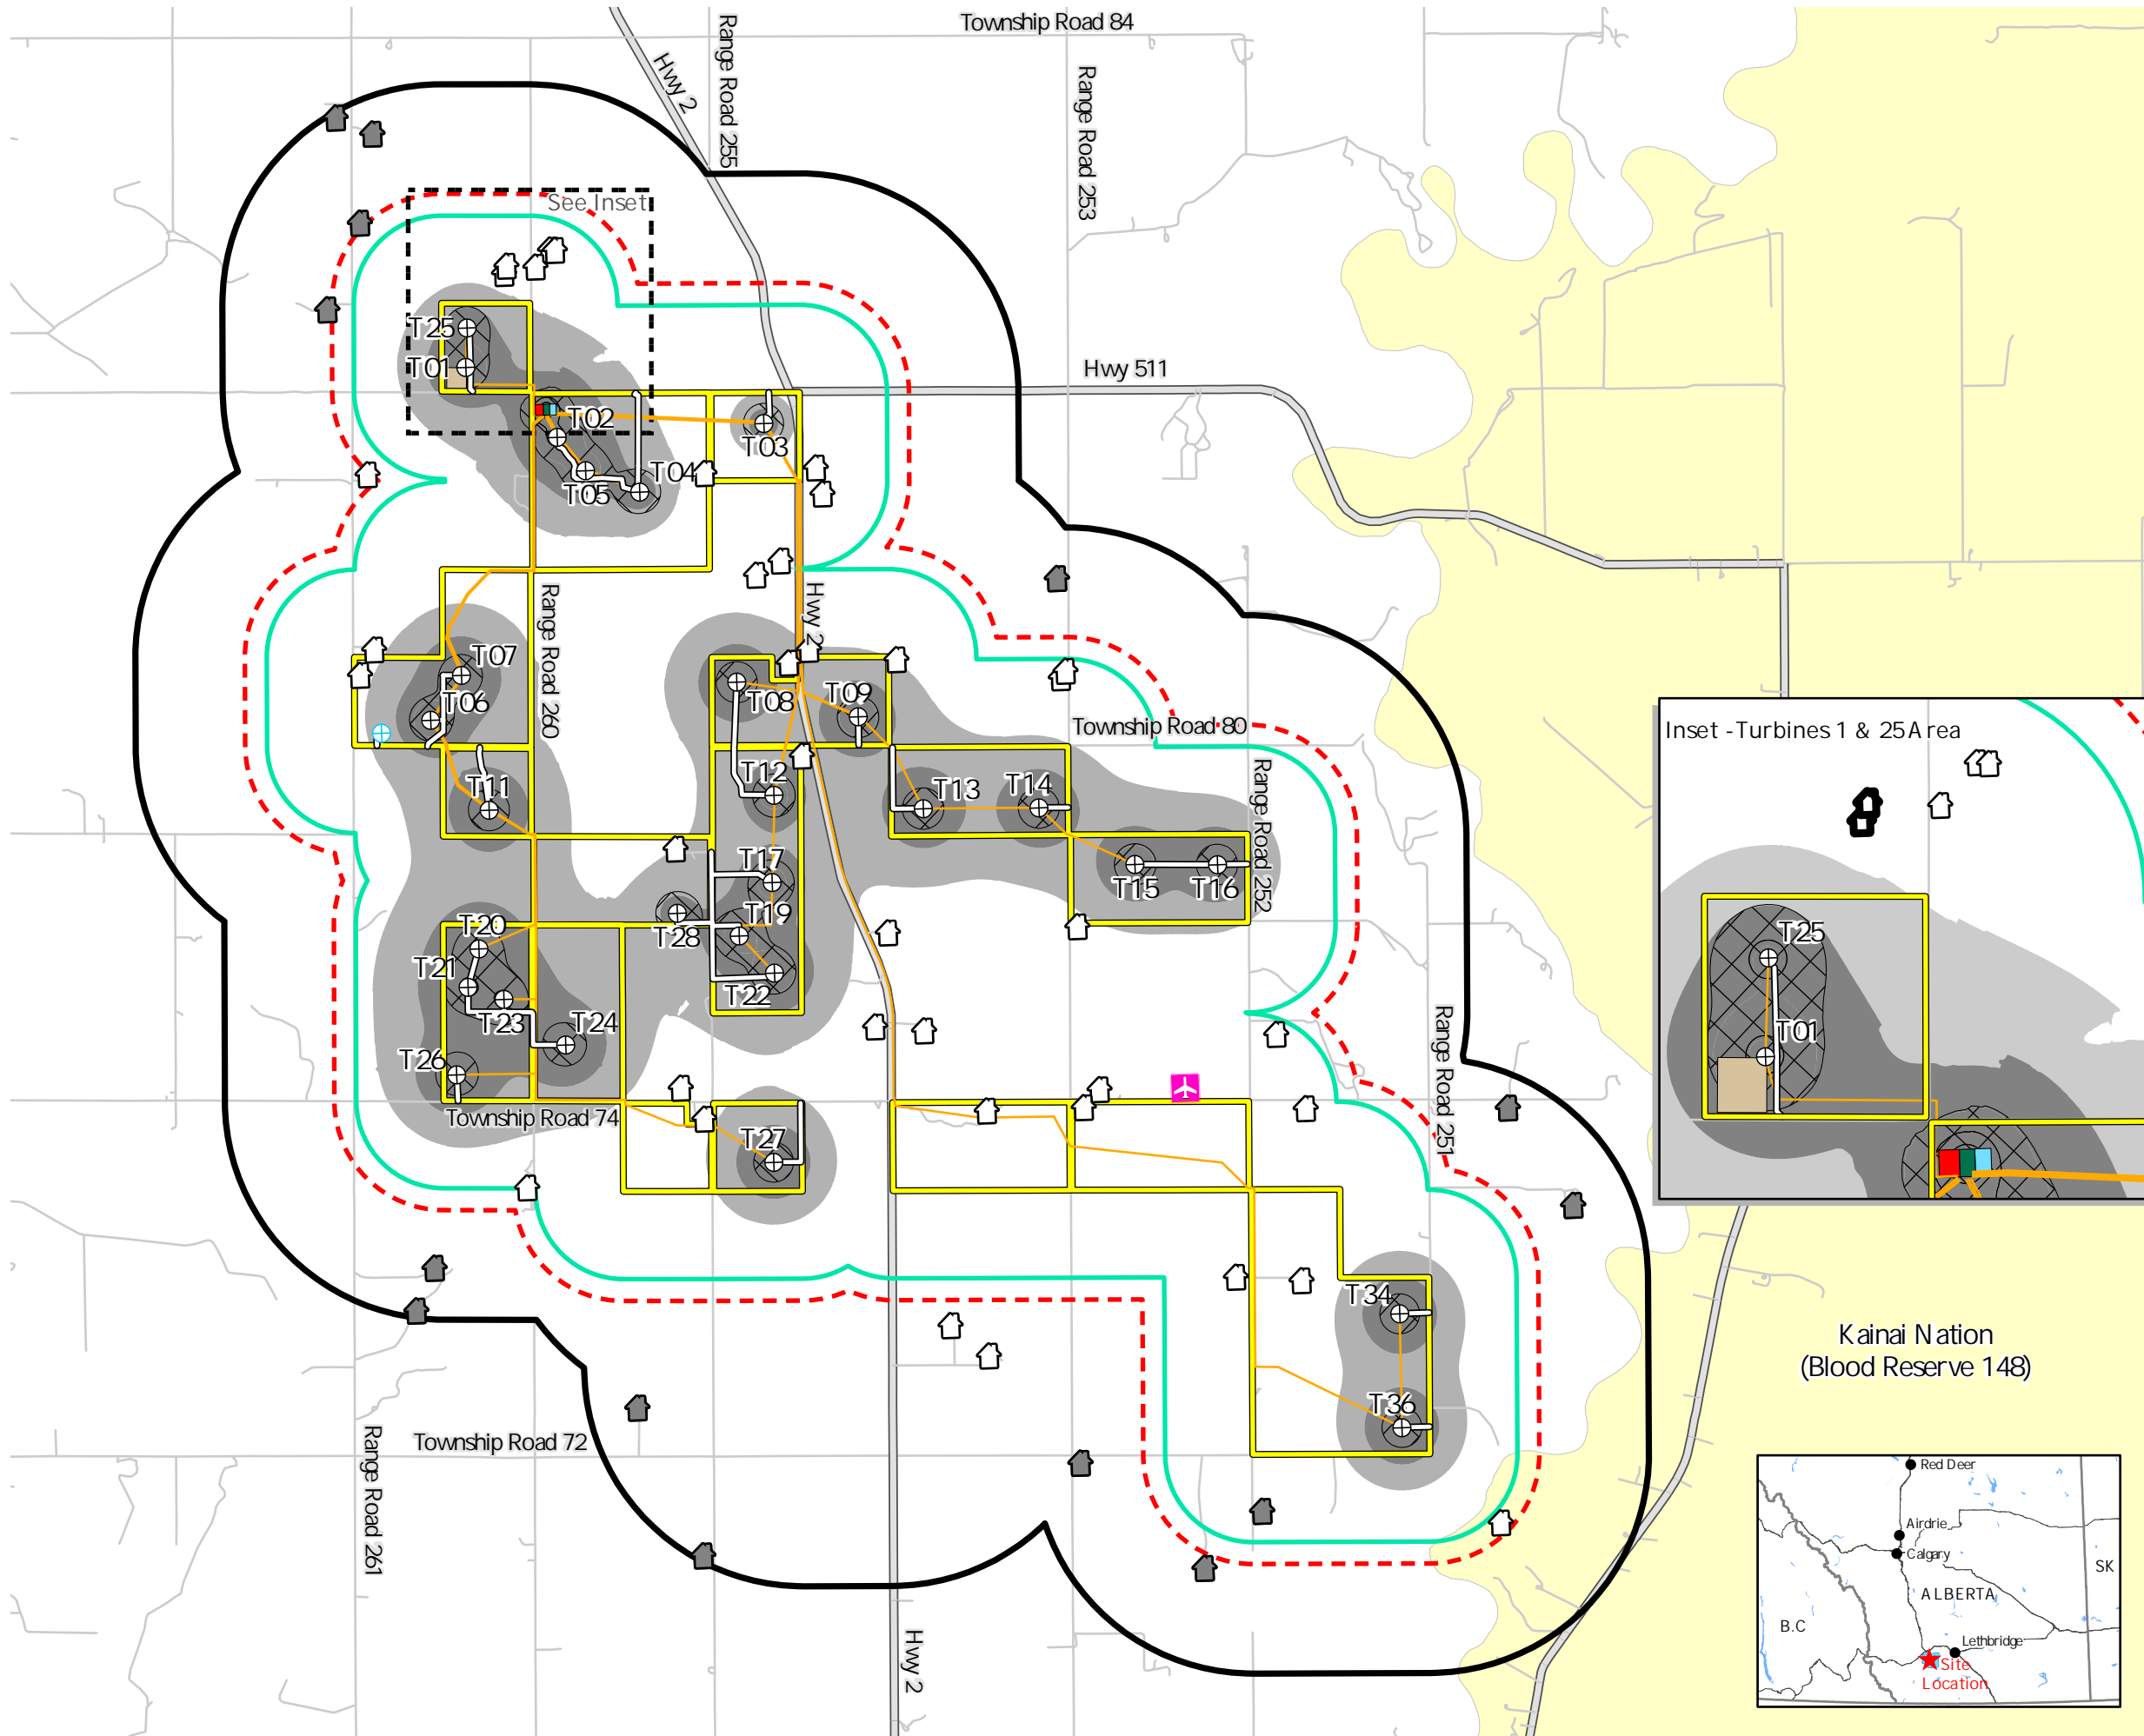 Township Road 84
Range Road 255
Hwy 2
Range Road 253
See Inset
T25
T01
Hwy 511
T02
T03
T04
T05
Range Road 260
Hwy 2
T07
T06
T08
T09
Township Road 80
Inset - Turbines 1 & 25 Area
T11
T12
T13
T14
Range Road 252
T15
T16
T17
T19
T28
T20
T21
T22
T23
T24
T26
T25
T01
Range Road 251
Township Road 74
T27
T34
T36
Kainai Nation
(Blood Reserve 148)
Range Road 261
Township Road 72
Hwy 2
Red Deer
Airdrie
Calgary
SK
ALBERTA
B.C
Lethbridge
Site
Location